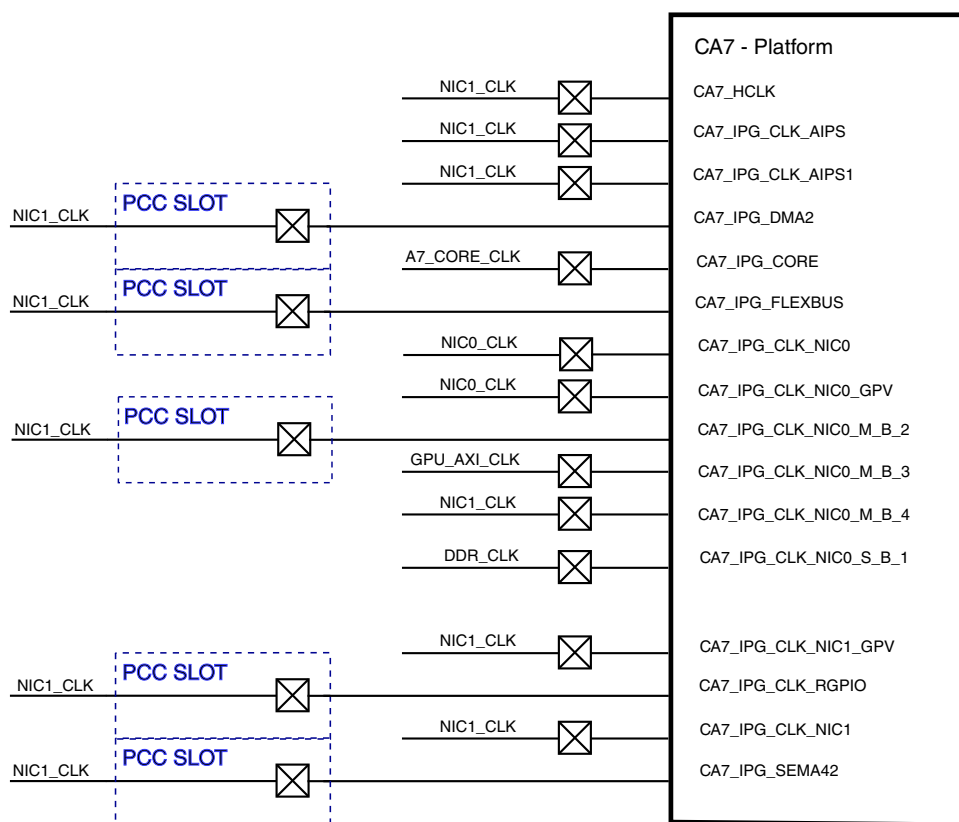 CA7 - Platform
NIC1_CLK CA7_HCLK
NIC1_CLK CA7_IPG_CLK_AIPS
NIC1_CLK CA7_IPG_CLK_AIPS1
PCC SLOT
NIC1_CLK CA7_IPG_DMA2
A7_CORE_CLK CA7_IPG_CORE
PCC SLOT
NIC1_CLK CA7_IPG_FLEXBUS
NIC0_CLK CA7_IPG_CLK_NIC0
NIC0_CLK CA7_IPG_CLK_NIC0_GPV
PCC SLOT
NIC1_CLK CA7_IPG_CLK_NIC0_M_B_2
GPU_AXI_CLK CA7_IPG_CLK_NIC0_M_B_3
NIC1_CLK CA7_IPG_CLK_NIC0_M_B_4
DDR_CLK CA7_IPG_CLK_NIC0_S_B_1
NIC1_CLK CA7_IPG_CLK_NIC1_GPV
PCC SLOT
NIC1_CLK CA7_IPG_CLK_RGPIO
NIC1_CLK CA7_IPG_CLK_NIC1
PCC SLOT
NIC1_CLK CA7_IPG_SEMA42